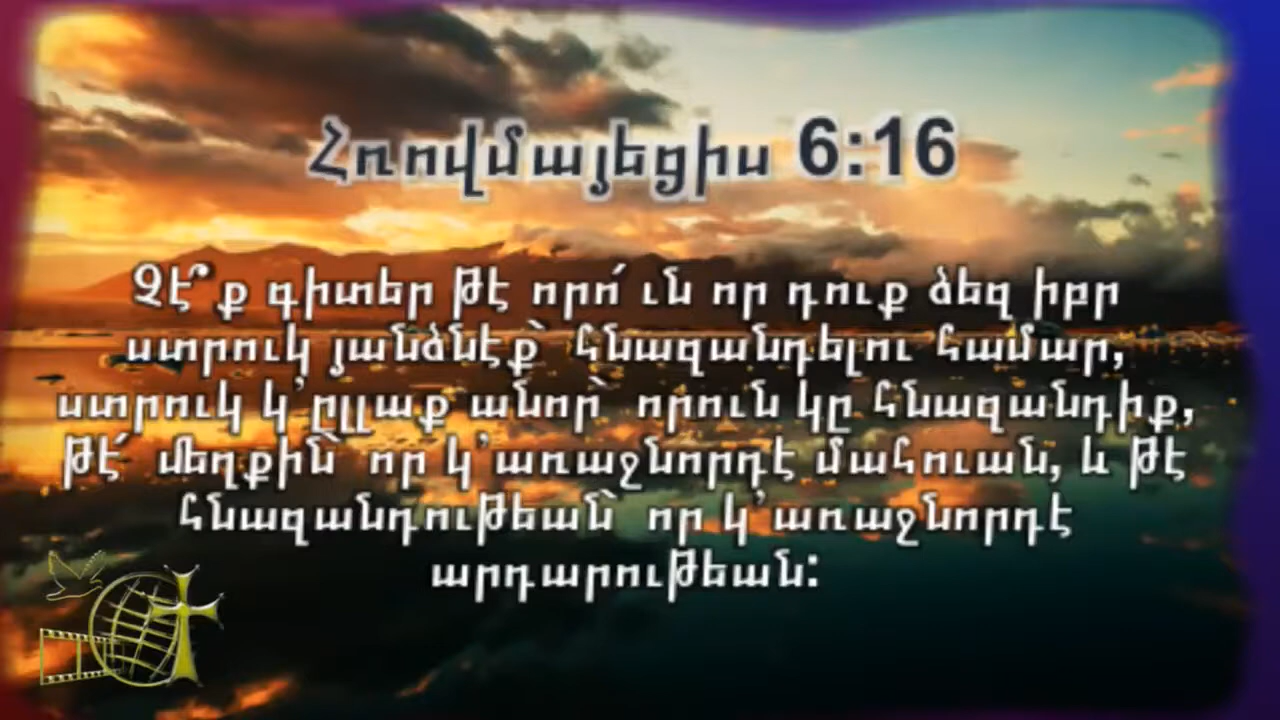 Հռովմայեցիս 6:16
Չէ՞ք գիտեր թէ որո՛ւն որ դուք ձեզ իբր
ստրուկ յանձնէք՝ հնազանդելու համար,
ստրուկ կ՚ըլլաք անոր՝ որուն կը հնազանդիք,
թէ՛ մեղքին՝ որ կ՚առաջնորդէ մահուան, և թէ
հնազանդութեան՝ որ կ՚առաջնորդէ
արդարութեան: